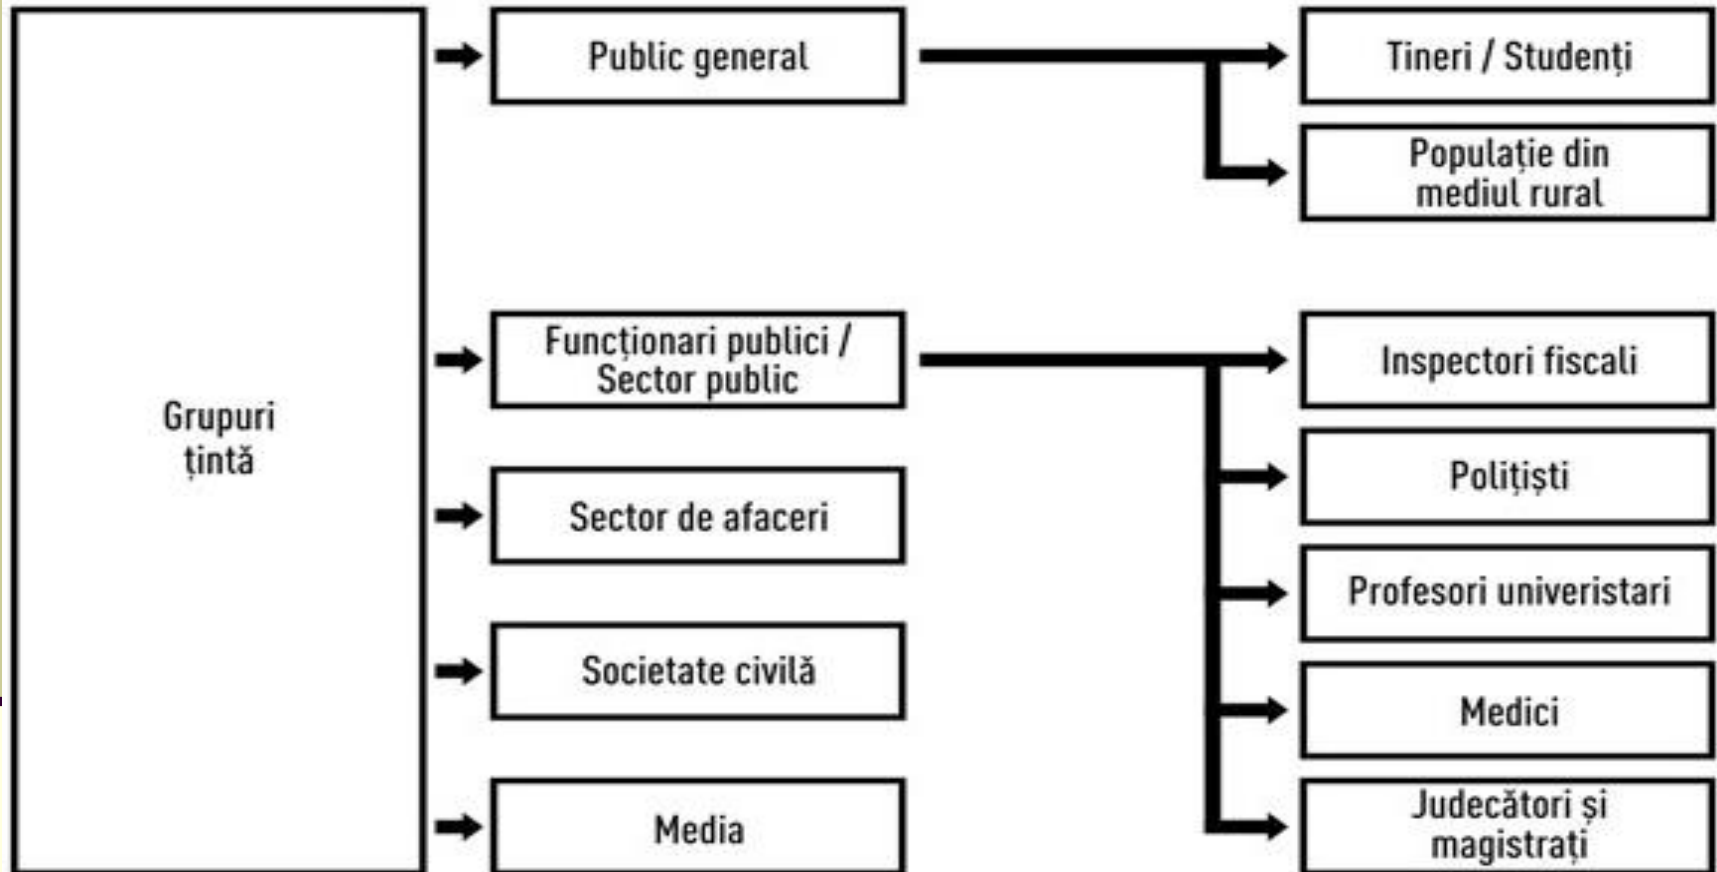 Grupuri
țintă
Public general
Funcționari publici /
Sector public
Sector de afaceri
Societate civilă
Media
Tineri / Studenți
Populație din
mediul rural
Inspectori fiscali
Polițiști
Profesori univeristari
Medici
Judecători și
magistrați